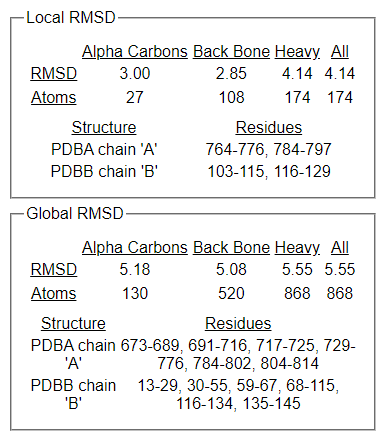 Local RMSD
Alpha Carbons Back Bone Heavy All
RMSD 3.00 2.85 4.14 4.14
Atoms 27 108 174 174
Structure Residues
PDBA chain 'A' 764-776, 784-797
PDBB chain 'B' 103-115, 116-129
Global RMSD
Alpha Carbons Back Bone Heavy All
RMSD 5.18 5.08 5.55 5.55
Atoms 130 520 868 868
Structure Residues
PDBA chain 673-689, 691-716, 717-725, 729-
'A' 776, 784-802, 804-814
PDBB chain 13-29, 30-55, 59-67, 68-115,
'B' 116-134, 135-145